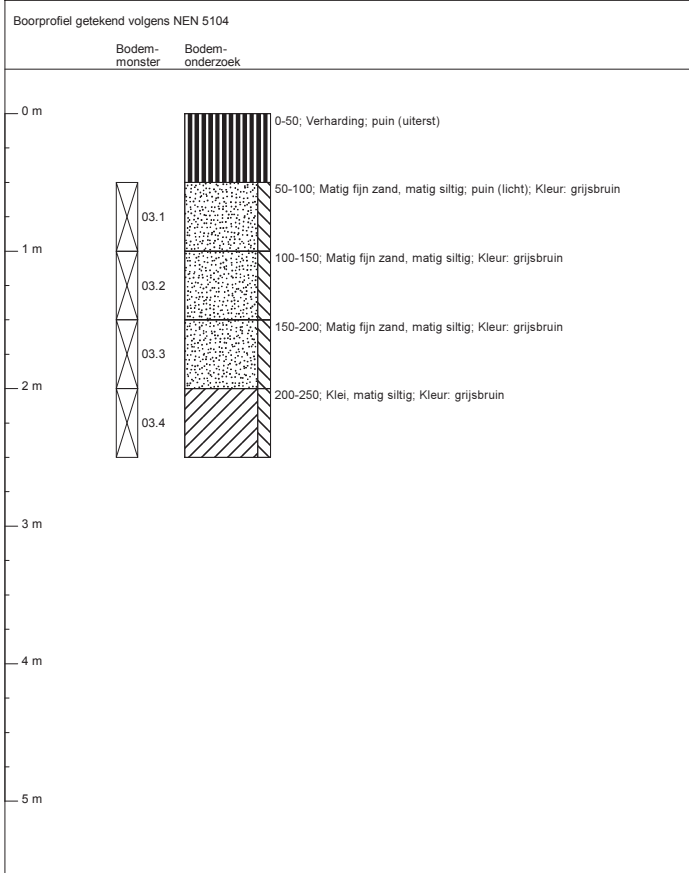 Boorprofiel getekend volgens NEN 5104
Bodem-
monster
Bodem-
onderzoek
0 m
0-50; Verharding; puin (uiterst)
50-100; Matig fijn zand, matig siltig; puin (licht); Kleur: grijsbruin
03.1
1 m
100-150; Matig fijn zand, matig siltig; Kleur: grijsbruin
03.2
150-200; Matig fijn zand, matig siltig; Kleur: grijsbruin
03.3
2 m
200-250; Klei, matig siltig; Kleur: grijsbruin
03.4
3 m
4 m
5 m